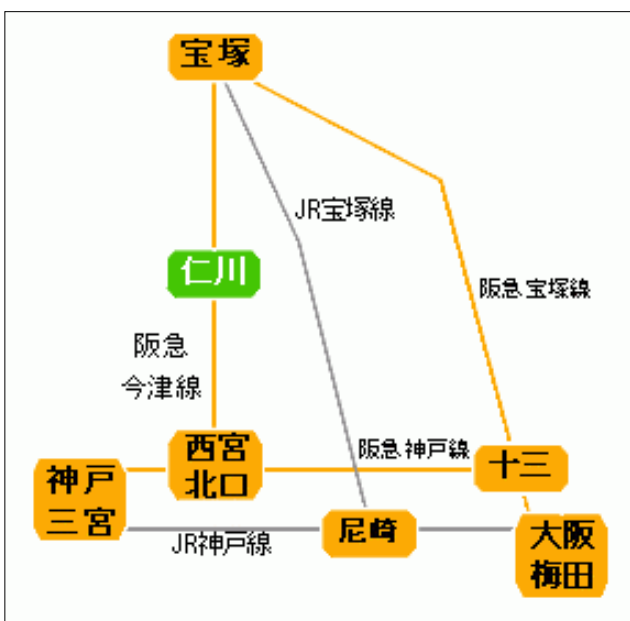 宝塚
JR宝塚線
仁川
阪急宝塚線
阪急
今津線
西宮
北口
阪急神戸線
十三
神戸
三宮
JR神戸線
尼崎
大阪
梅田